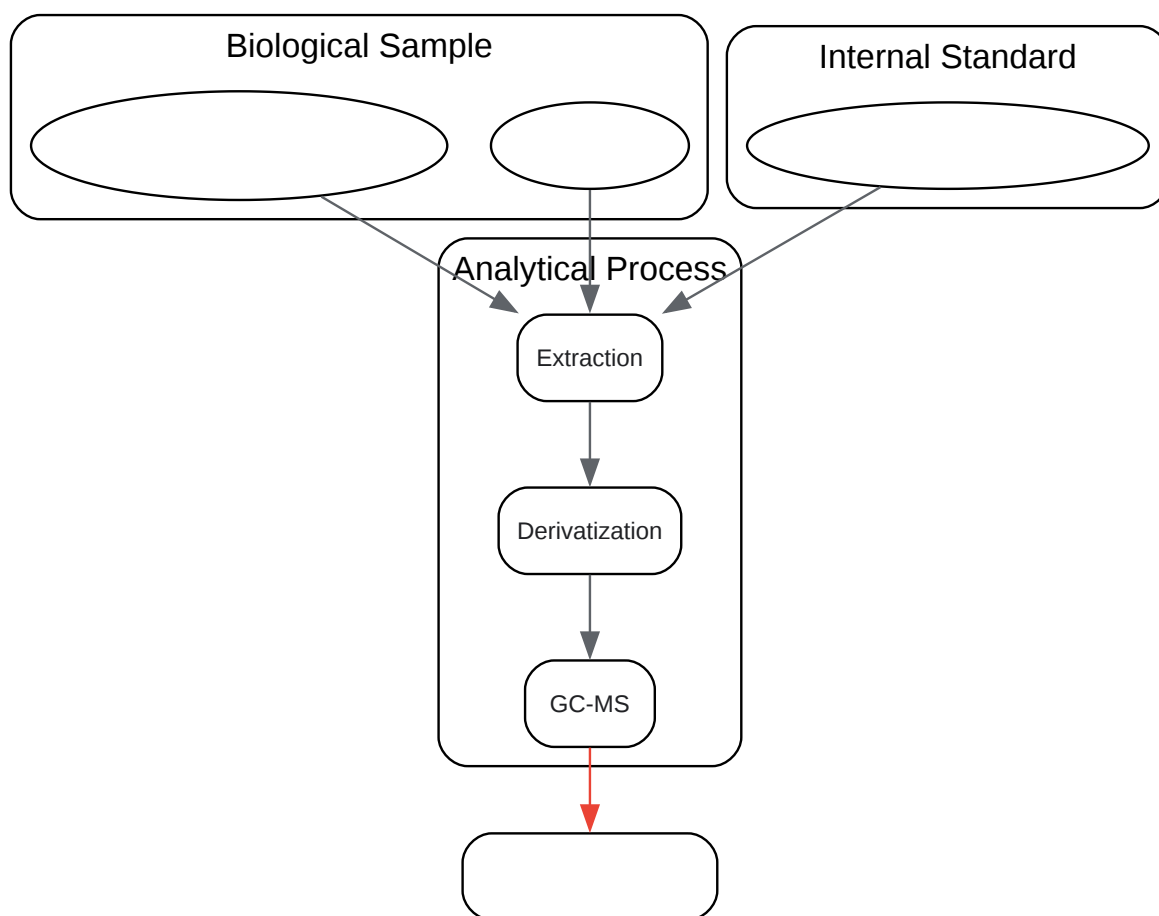 Biological Sample
Internal Standard
Analytical Process
Extraction
Derivatization
GC-MS